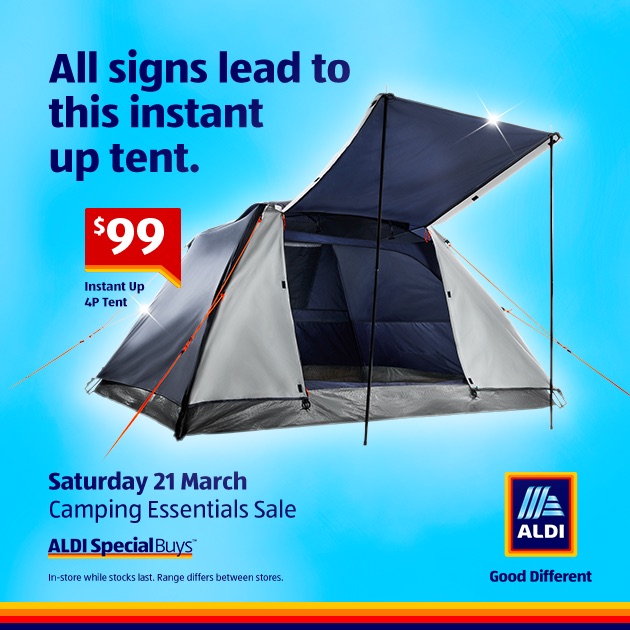 All signs lead to
this instant
up tent.
$99
Instant Up
4P Tent
Saturday 21 March
Camping Essentials Sale
ALDI SpecialBuys™
In-store while stocks last. Range differs between stores.
ALDI
Good Different